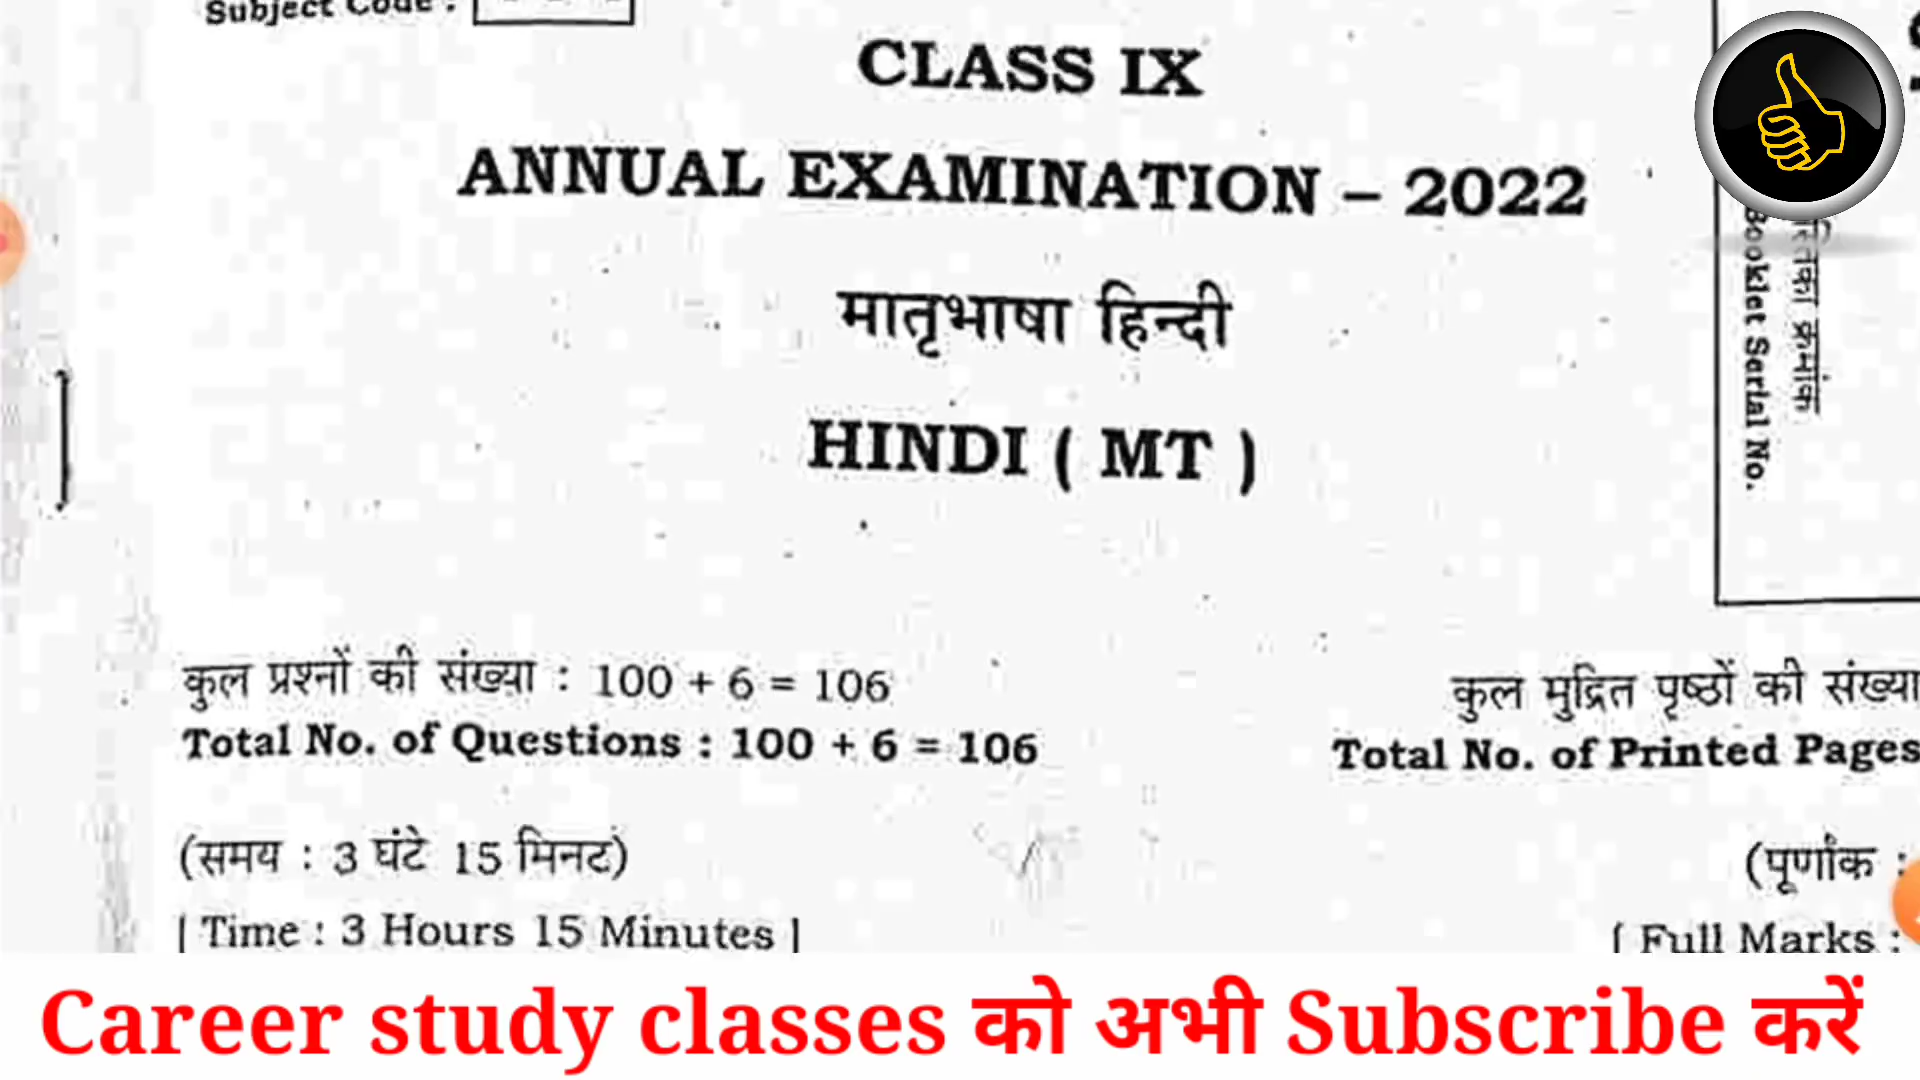 Subject Code :
CLASS IX
ANNUAL EXAMINATION – 2022
मातृभाषा हिन्दी
HINDI ( MT )
क्रमांक
Booklet Serial No.
कुल प्रश्नों की संख्या : 100 + 6 = 106
Total No. of Questions : 100 + 6 = 106
कुल मुद्रित पृष्ठों की संख्या
Total No. of Printed Pages
(समय : 3 घंटे 15 मिनट)
[ Time : 3 Hours 15 Minutes ]
(पूर्णांक :
[ Full Marks :
Career study classes को अभी Subscribe करें